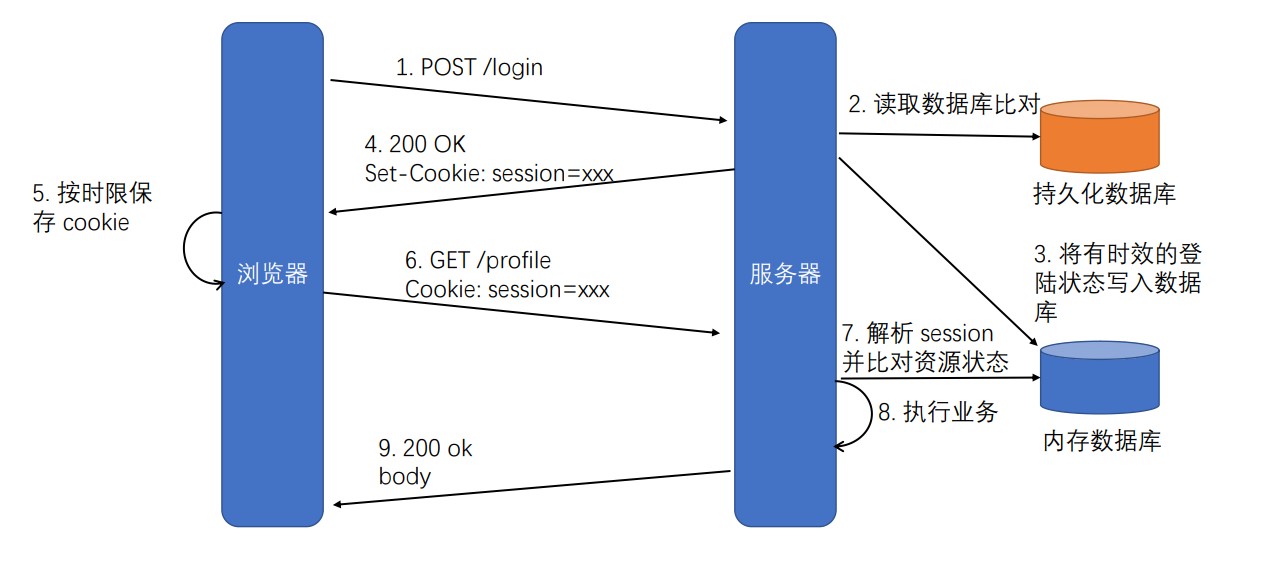 1. POST /login
2. 读取数据库比对
持久化数据库
4. 200 OK
Set-Cookie: session=xxx
5. 按时限保
存 cookie
浏览器
服务器
6. GET /profile
Cookie: session=xxx
3. 将有时效的登
陆状态写入数据
库
7. 解析 session
并比对资源状态
8. 执行业务
内存数据库
9. 200 ok
body